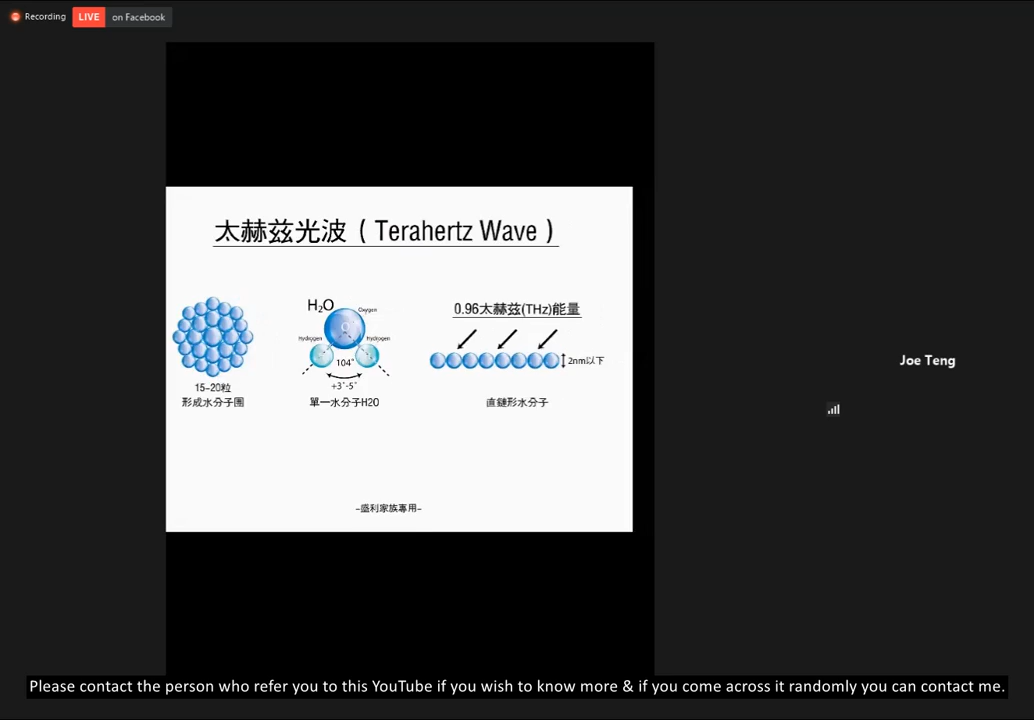 Recording
LIVE on Facebook
太赫兹光波 ( Terahertz Wave )
H₂O
Oxygen
Hydrogen
Hydrogen
104°
+3°-5°
0.96太赫兹(THz)能量
2nm以下
15-20粒
形成水分子團
單一水分子H2O
直鏈形水分子
-盛利家族專用-
Joe Teng
Please contact the person who refer you to this YouTube if you wish to know more & if you come across it randomly you can contact me.